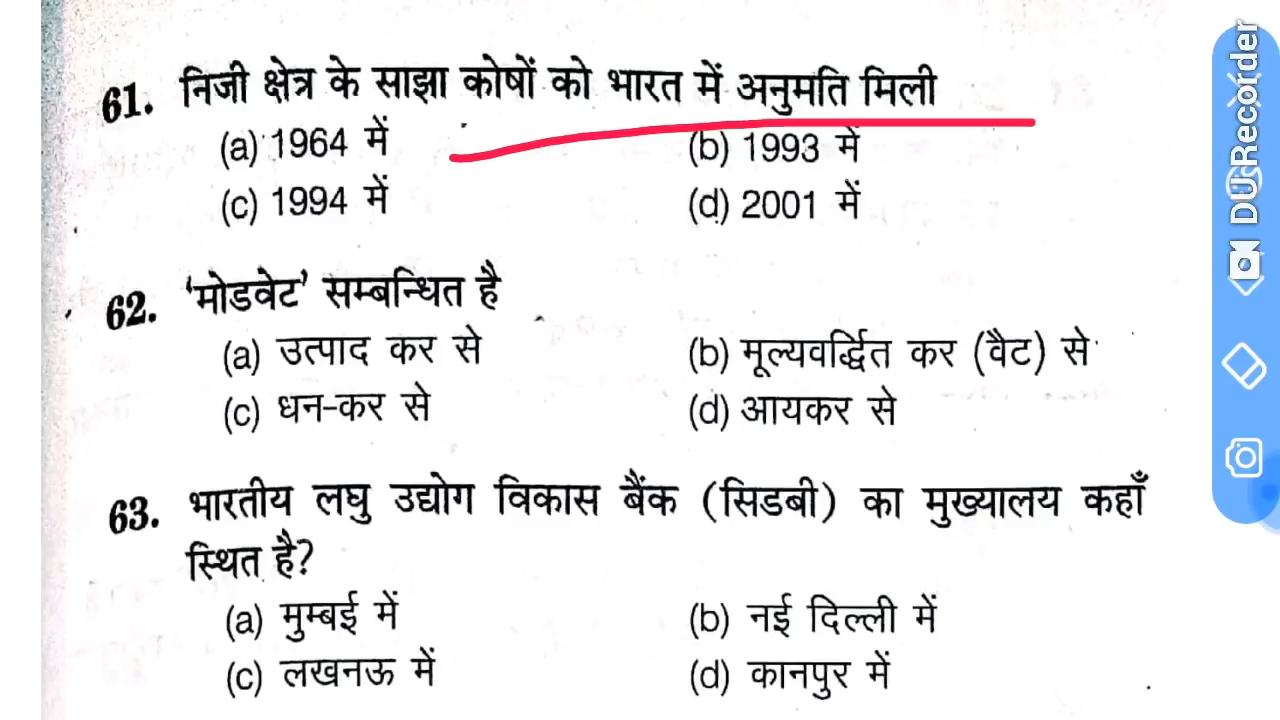 61. निजी क्षेत्र के साझा कोषों को भारत में अनुमति मिली
(a) 1964 में (b) 1993 में
(c) 1994 में (d) 2001 में
62. 'मोडवेट' सम्बन्धित है
(a) उत्पाद कर से (b) मूल्यवर्द्धित कर (वैट) से
(c) धन-कर से (d) आयकर से
63. भारतीय लघु उद्योग विकास बैंक (सिडबी) का मुख्यालय कहाँ
स्थित है?
(a) मुम्बई में (b) नई दिल्ली में
(c) लखनऊ में (d) कानपुर में
DU Recorder